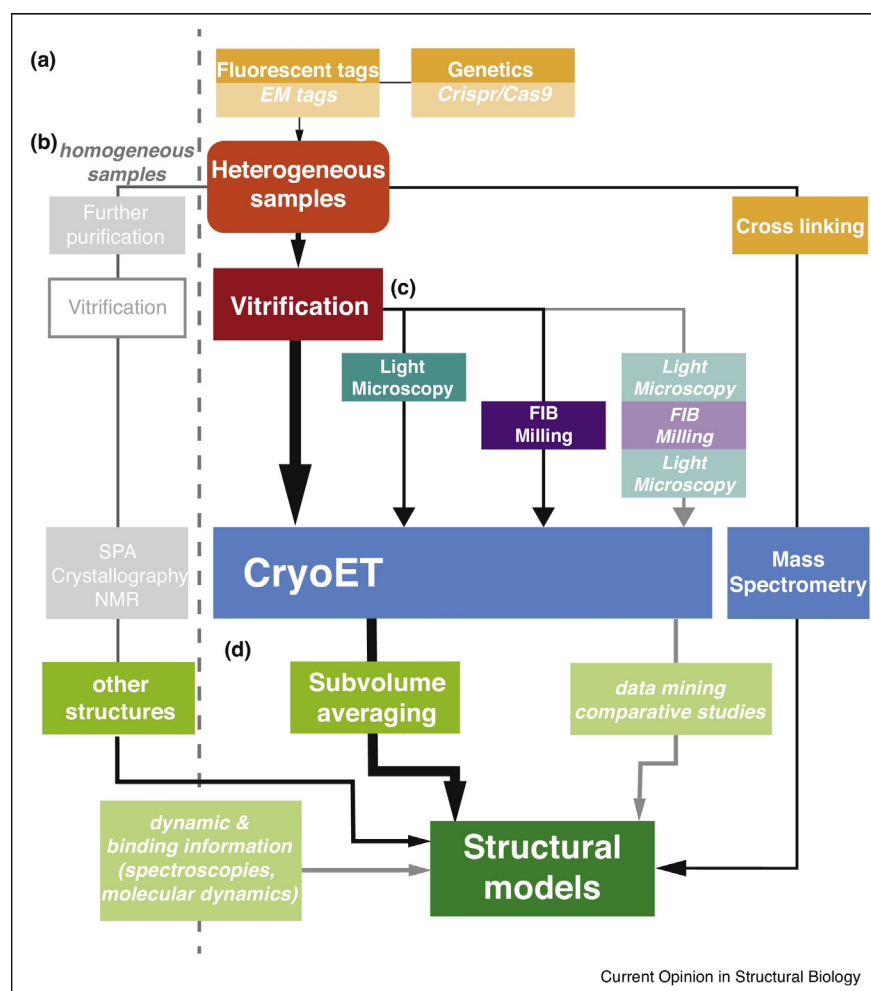 (a)
Fluorescent tags
EM tags
Genetics
Crispr/Cas9
(b)
homogeneous
samples
Heterogeneous
samples
Further
purification
Cross linking
Vitrification
Vitrification
(c)
Light
Microscopy
FIB
Milling
Light
Microscopy
FIB
Milling
Light
Microscopy
SPA
Crystallography
NMR
CryoET
Mass
Spectrometry
(d)
other
structures
Subvolume
averaging
data mining
comparative studies
dynamic &
binding information
(spectroscopies,
molecular dynamics)
Structural
models
Current Opinion in Structural Biology